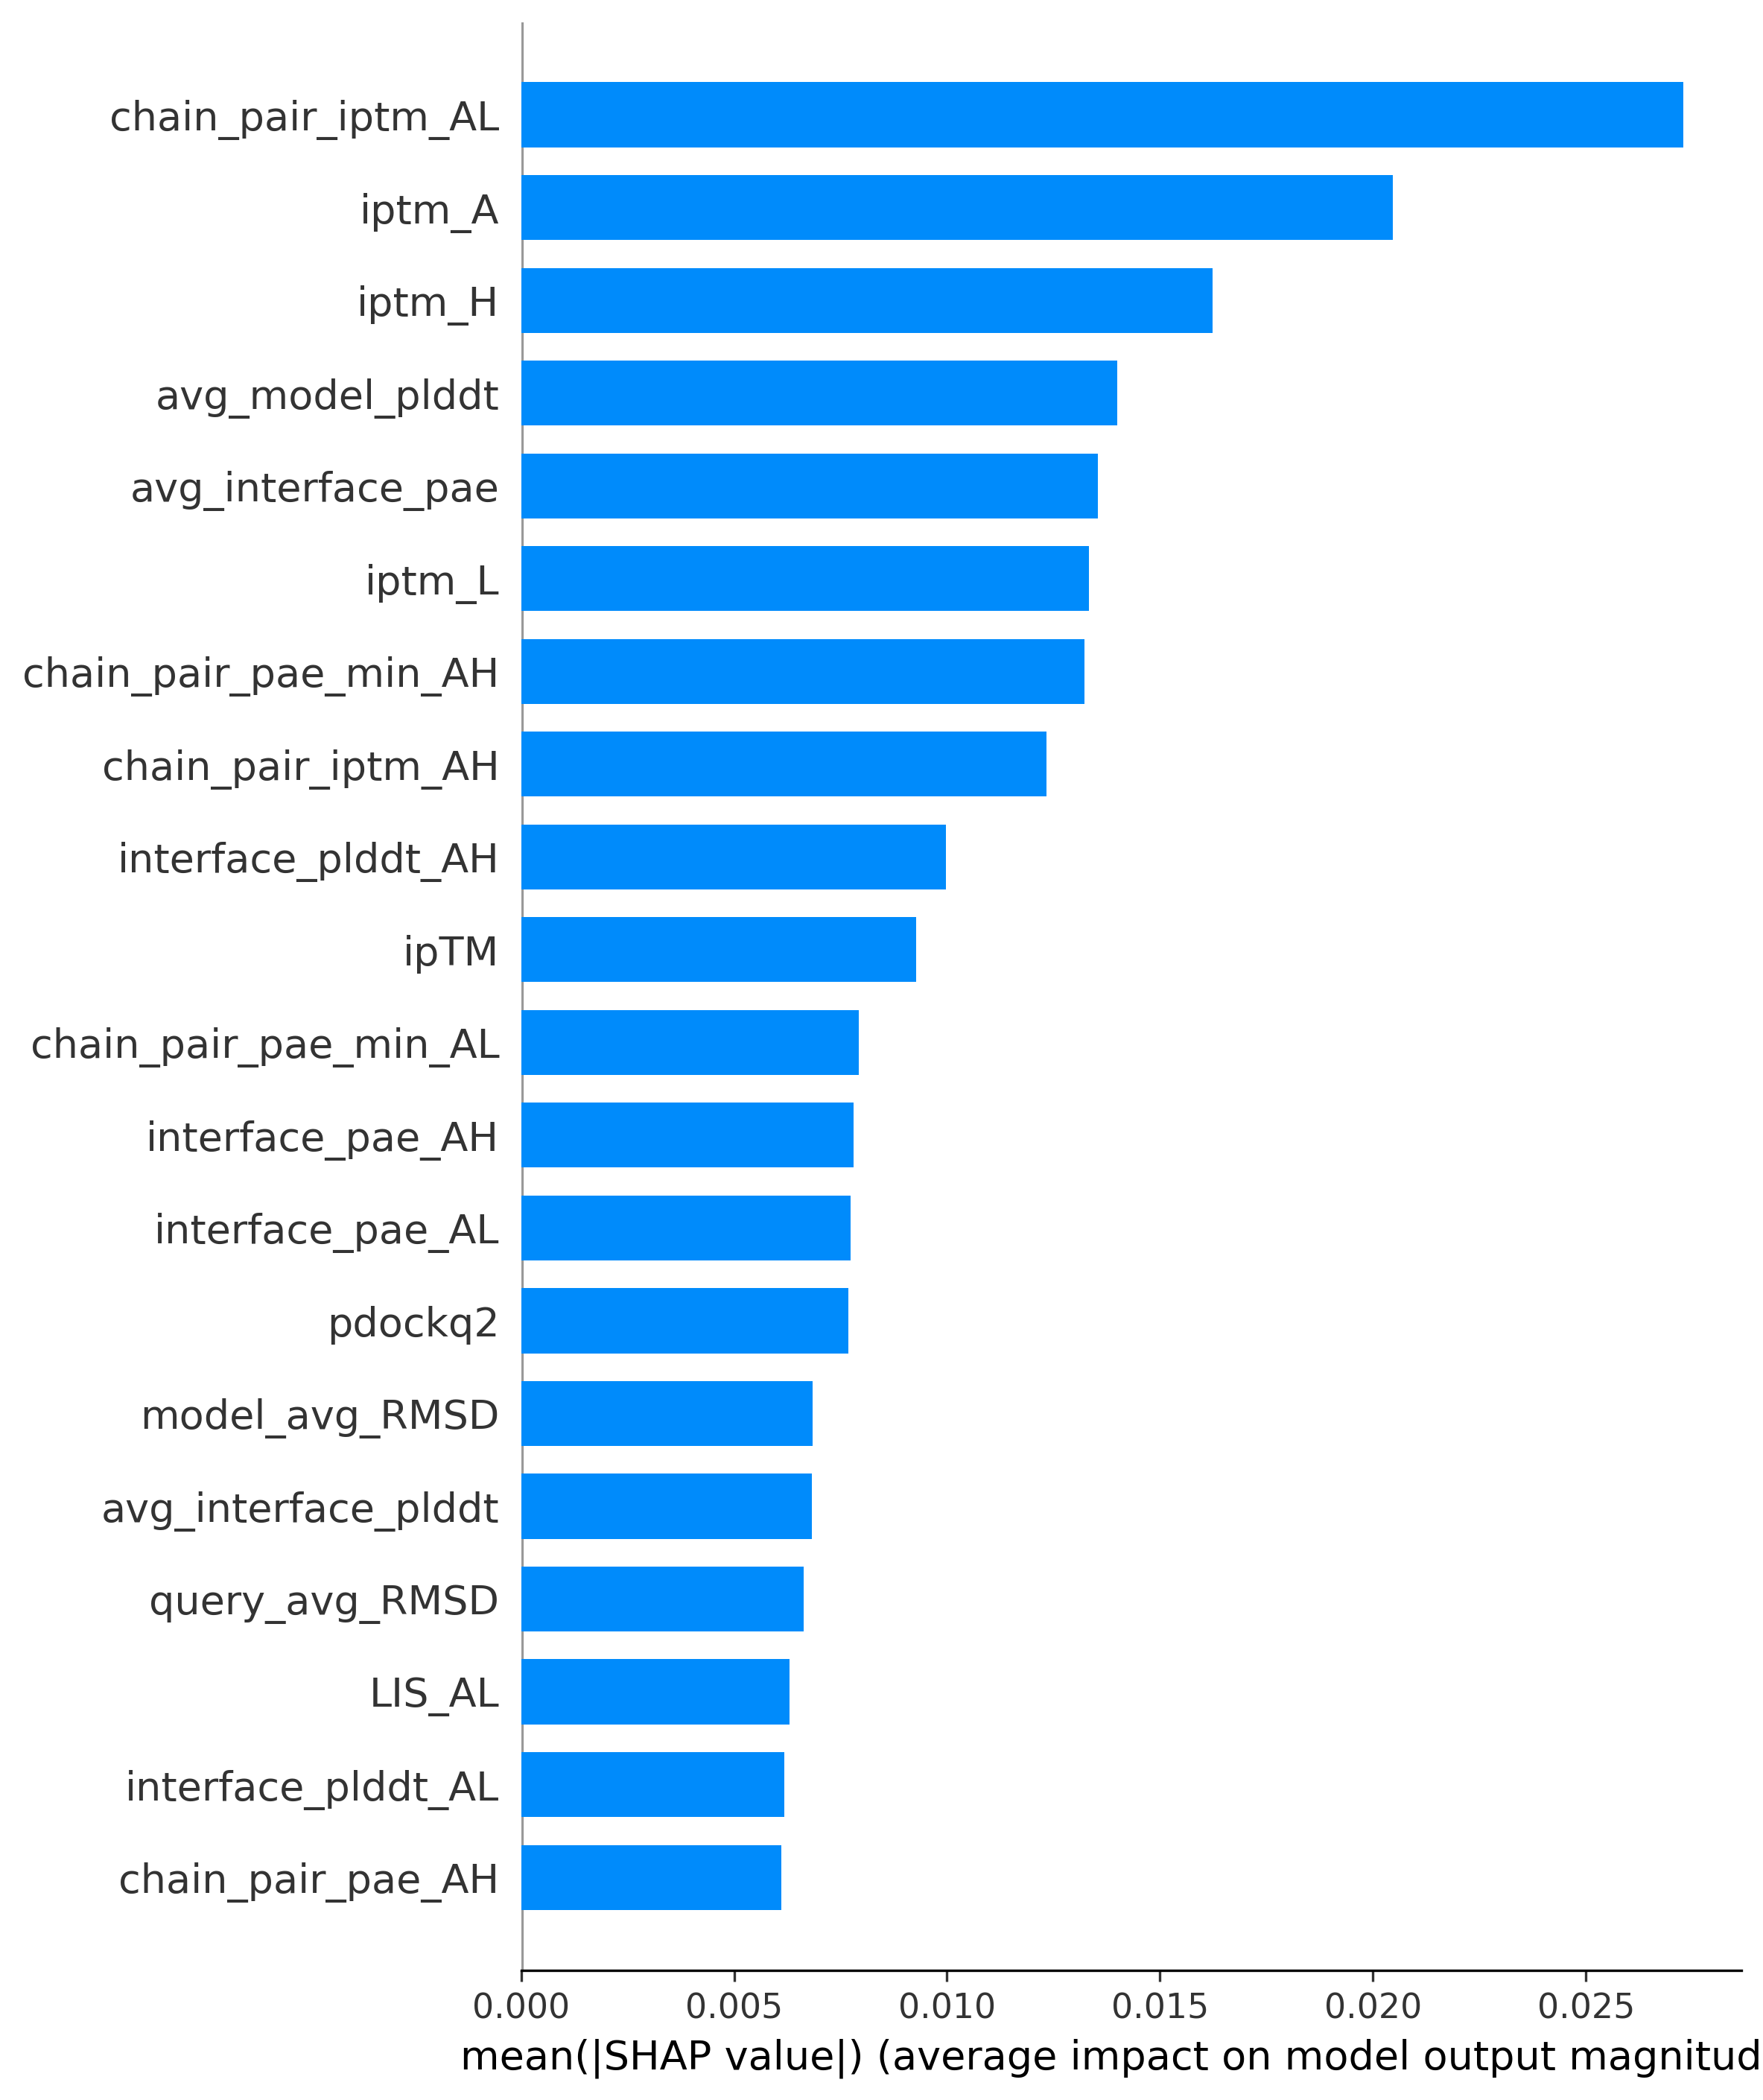 chain_pair_iptm_AL
iptm_A
iptm_H
avg_model_plddt
avg_interface_pae
iptm_L
chain_pair_pae_min_AH
chain_pair_iptm_AH
interface_plddt_AH
ipTM
chain_pair_pae_min_AL
interface_pae_AH
interface_pae_AL
pdockq2
model_avg_RMSD
avg_interface_plddt
query_avg_RMSD
LIS_AL
interface_plddt_AL
chain_pair_pae_AH
0.000 0.005 0.010 0.015 0.020 0.025
mean(|SHAP value|) (average impact on model output magnitud